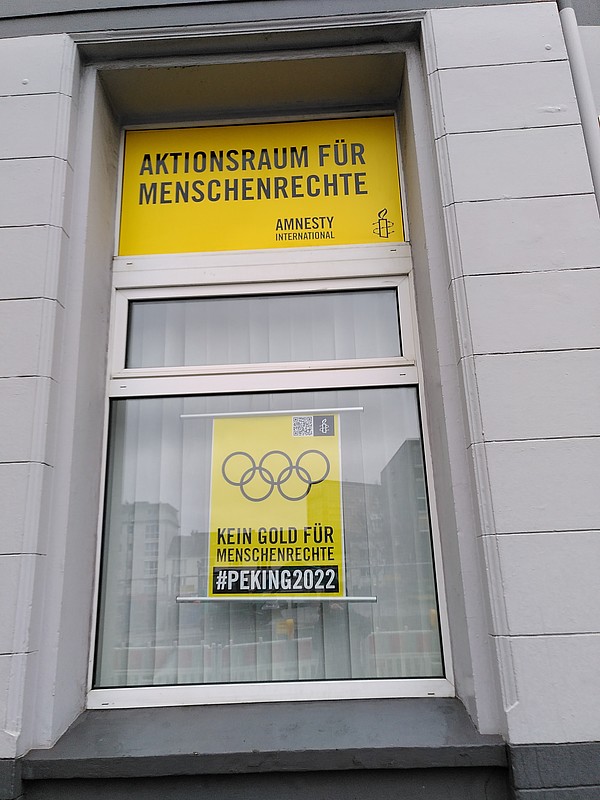 AKTIONSRAUM FÜR
MENSCHENRECHTE
AMNESTY
INTERNATIONAL
KEIN GOLD FÜR
MENSCHENRECHTE
#PEKING2022